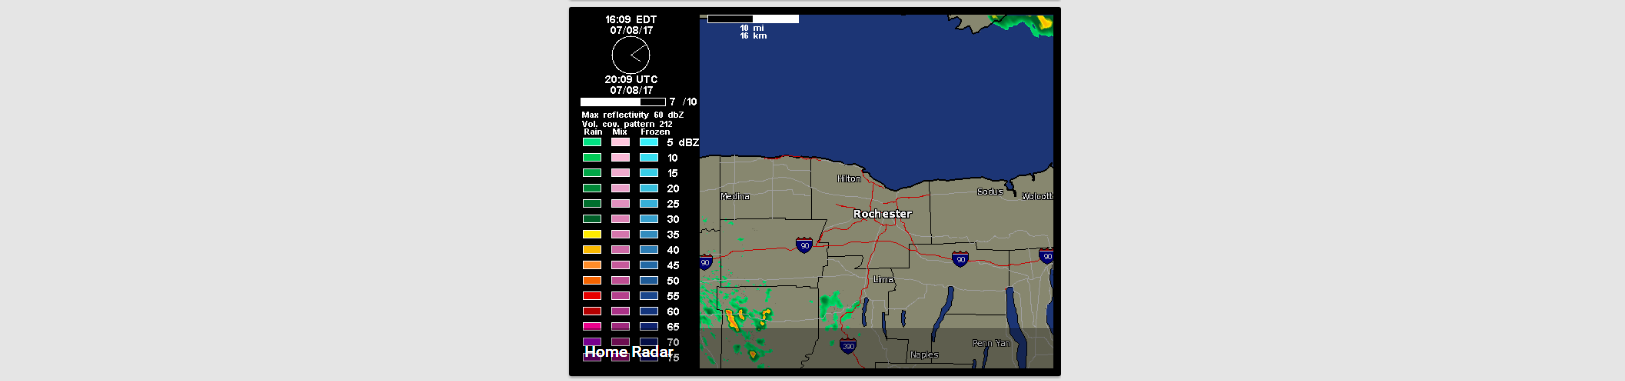 16:09 EDT
07/08/17
20:09 UTC
07/08/17
7 /10
Max reflectivity 60 dbZ
Vol. cov. pattern 212
Rain Mix Frozen
5 dBZ
10
15
20
25
30
35
40
45
50
55
60
65
70
75
Home Radar
10 mi
16 km
Hilton
Medina
Sodus
Wolcott
Rochester
90
90
90
90
Lima
390
Penn Yan
Naples